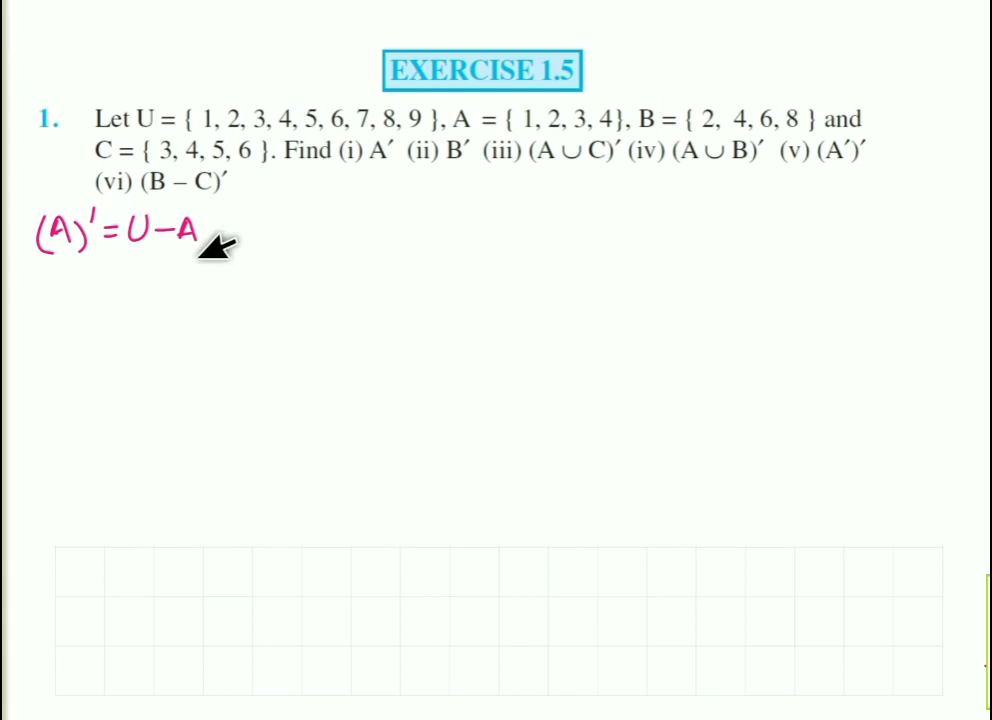 EXERCISE 1.5
1. Let U = { 1, 2, 3, 4, 5, 6, 7, 8, 9 }, A = { 1, 2, 3, 4}, B = { 2, 4, 6, 8 } and
C = { 3, 4, 5, 6 }. Find (i) A′ (ii) B′ (iii) (A ∪ C)′ (iv) (A ∪ B)′ (v) (A′)′
(vi) (B – C)′
(A)' = U - A